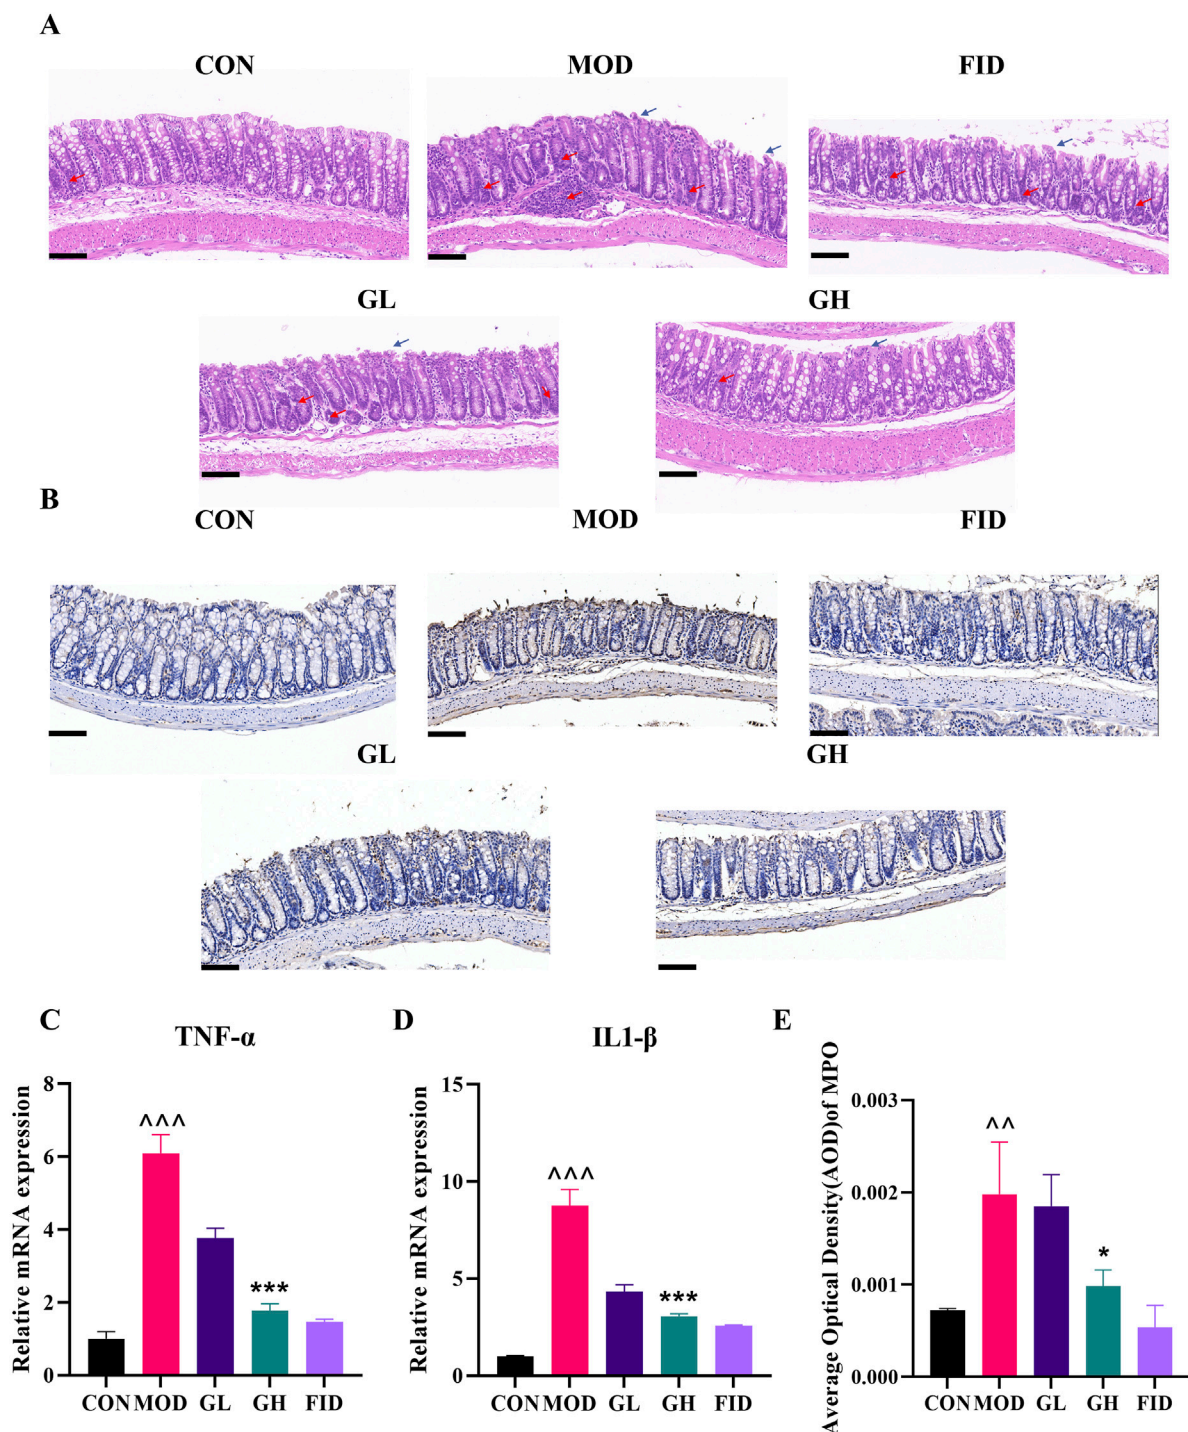 A
CON MOD FID
GL GH
B
CON MOD FID
GL GH
C D E
TNF-α
IL1-β
Relative mRNA expression
8
6
4
2
0
^^^
***
CON MOD GL GH FID
Relative mRNA expression
15
10
5
0
^^^
***
CON MOD GL GH FID
Average Optical Density(AOD)of MPO
0.003
0.002
0.001
0.000
^^
*
CON MOD GL GH FID